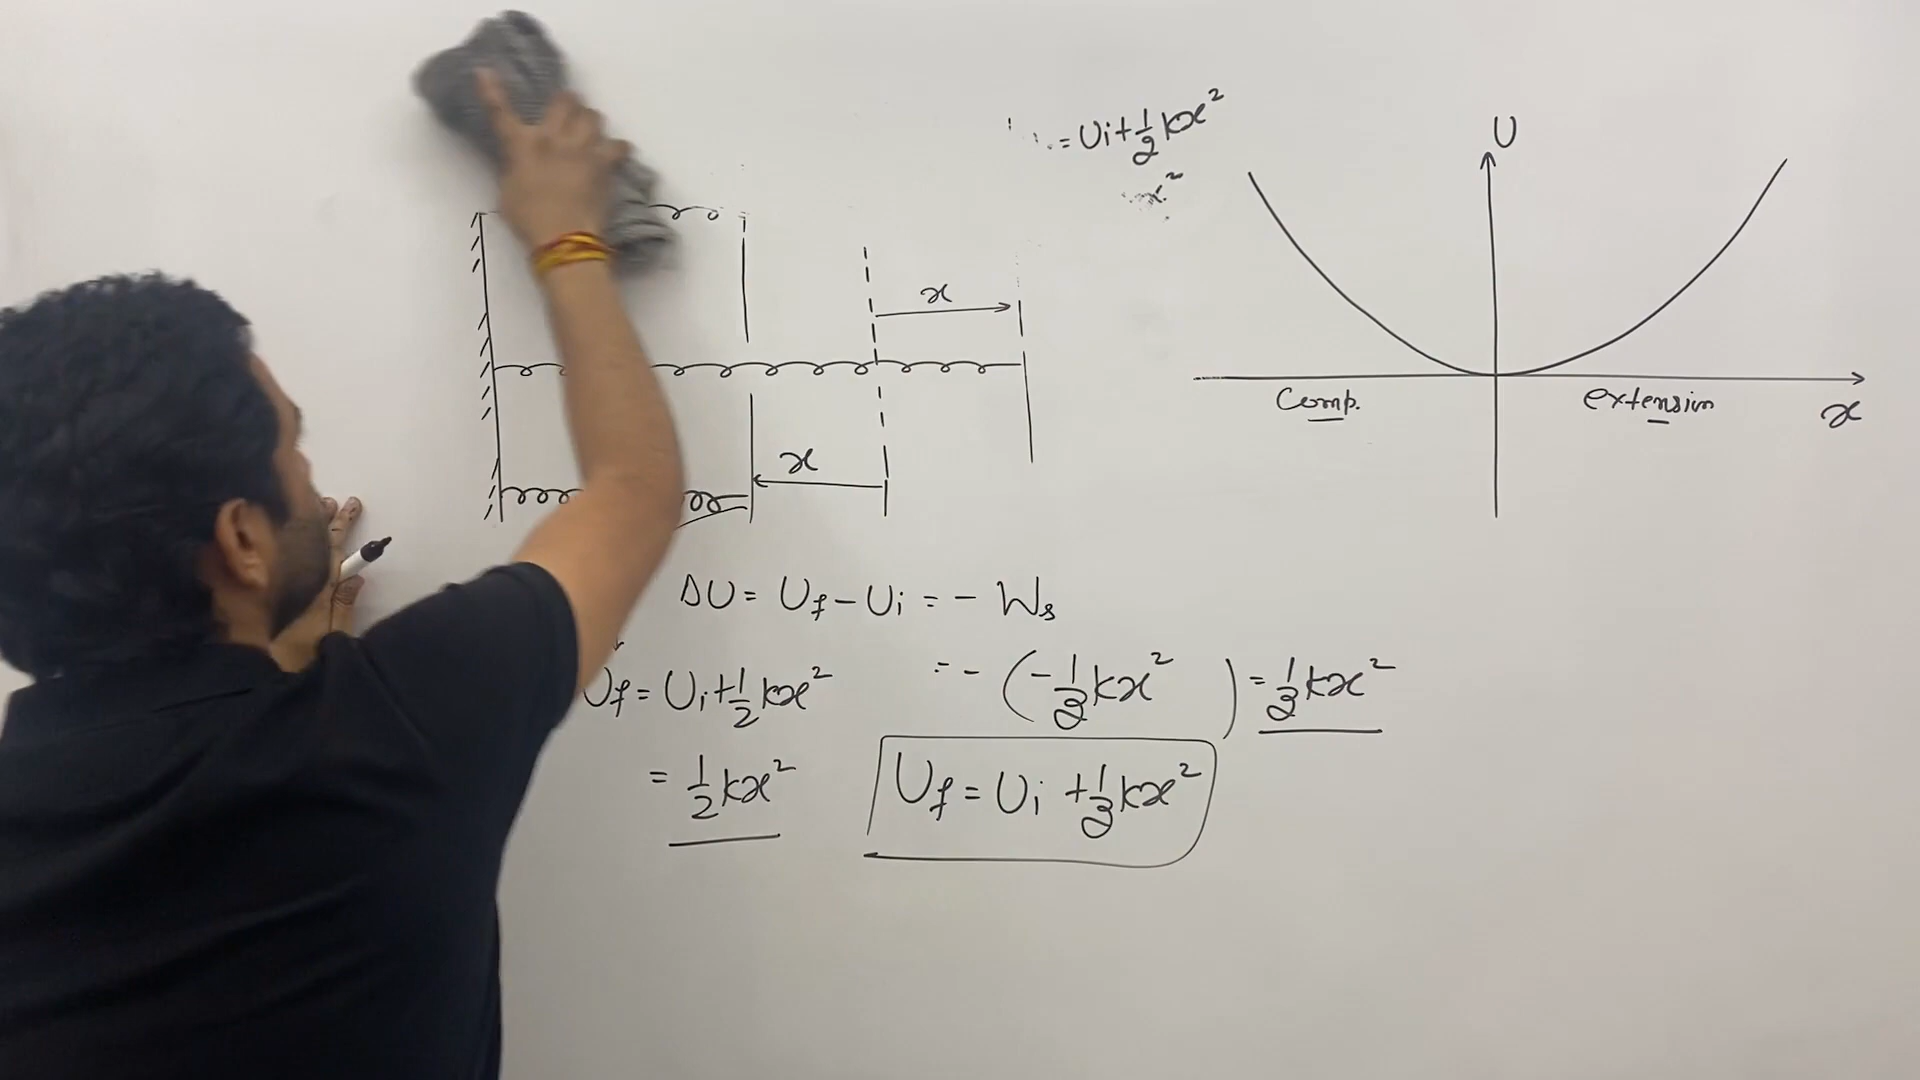 = Ui + 1/2 kx²
U
x
x
Comp.
extension
x
ΔU = Uf - Ui = - Ws
Uf = Ui + 1/2 kx²
= - (-1/2 kx²) = 1/2 kx²
= 1/2 kx²
Uf = Ui + 1/2 kx²